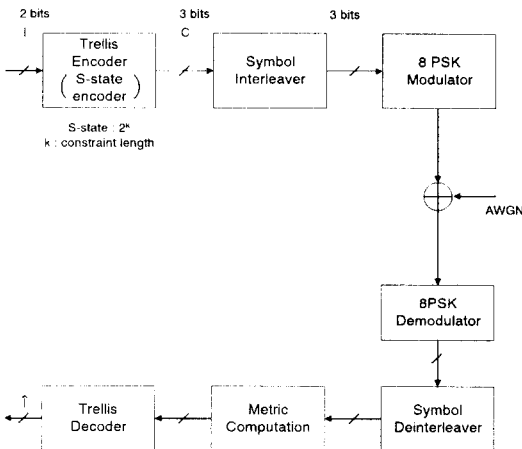 2 bits
3 bits
3 bits
I
C
Trellis
Encoder
( S-state
encoder )
Symbol
Interleaver
8 PSK
Modulator
S-state : 2ᵏ
k : constraint length
AWGN
8PSK
Demodulator
Î
Trellis
Decoder
Metric
Computation
Symbol
Deinterleaver